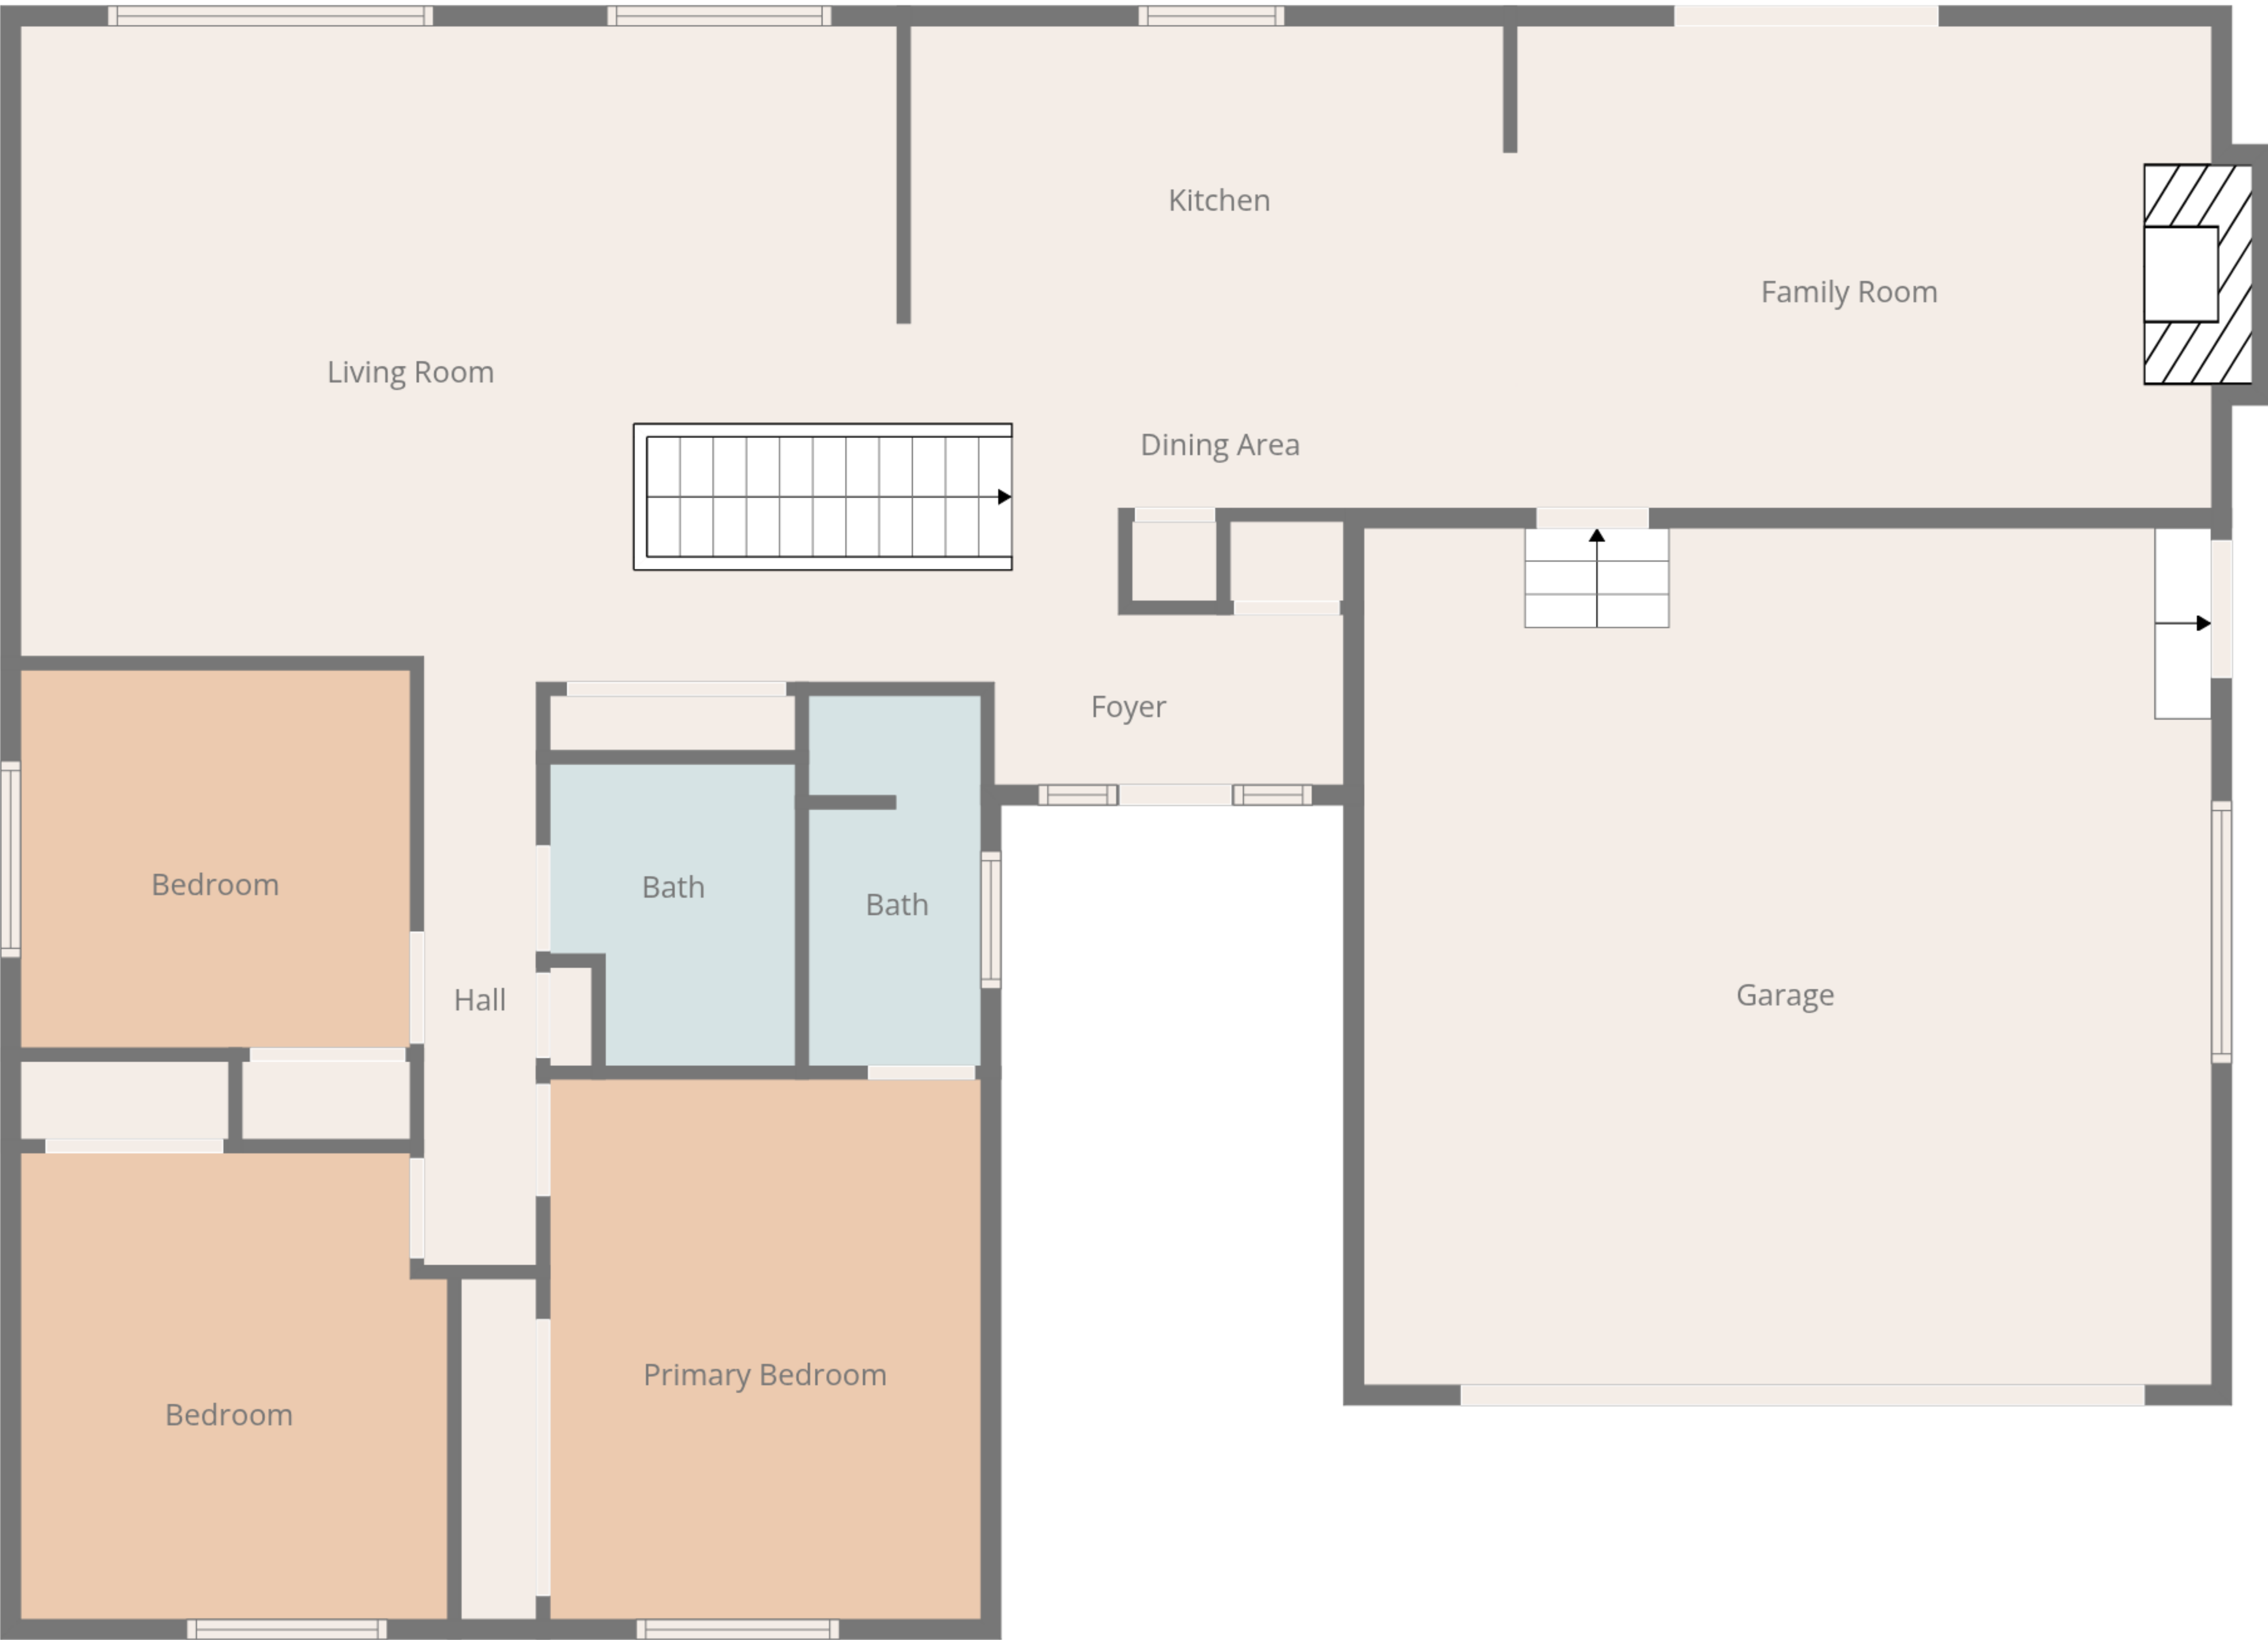 Kitchen
Family Room
Living Room
Dining Area
Foyer
Bedroom
Bath
Bath
Hall
Garage
Primary Bedroom
Bedroom